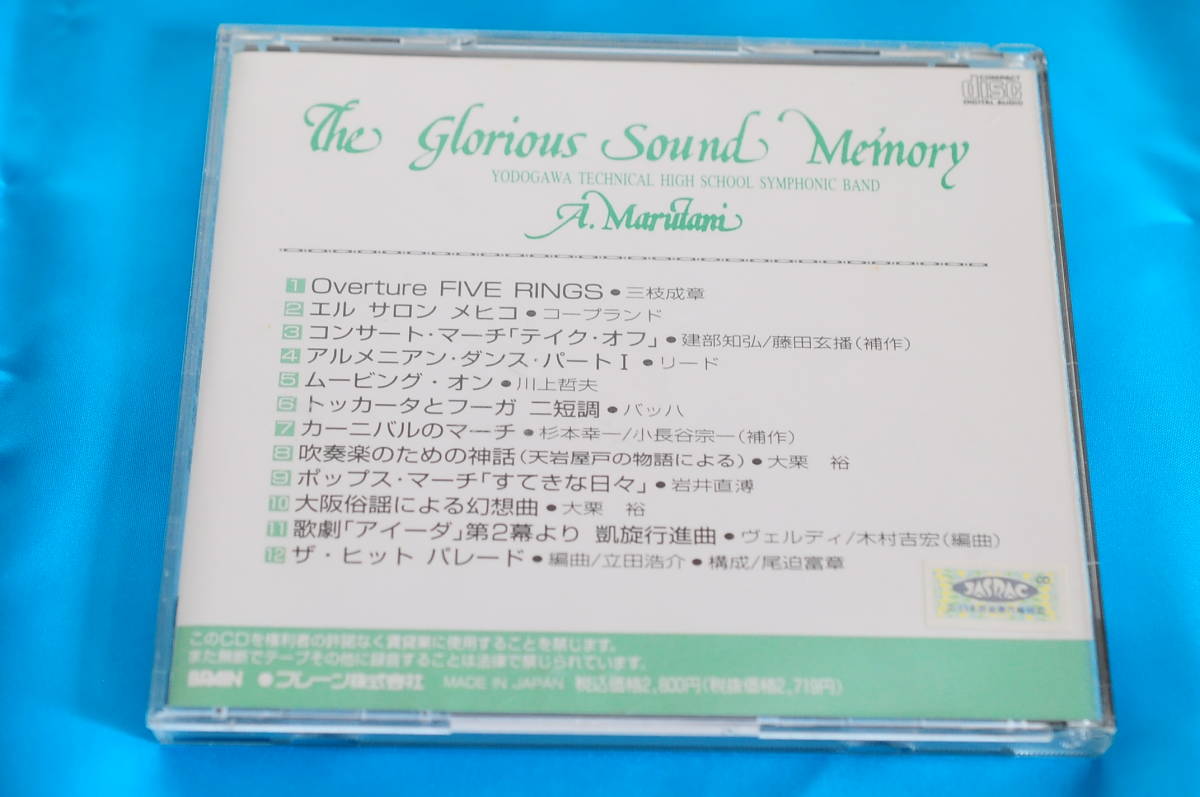 COMPACT
disc
DIGITAL AUDIO
The Glorious Sound Memory
YODOGAWA TECHNICAL HIGH SCHOOL SYMPHONIC BAND
A. Marutani
1 Overture FIVE RINGS●三枝成章
2 エル サロン メヒコ●コープランド
3 コンサート・マーチ「テイク・オフ」●建部知弘/藤田玄播(補作)
4 アルメニアン・ダンス・パートⅠ ●リード
5 ムービング・オン●川上哲夫
6 トッカータとフーガ 二短調●バッハ
7 カーニバルのマーチ●杉本幸一/小長谷宗一(補作)
8 吹奏楽のための神話(天岩屋戸の物語による)●大栗 裕
9 ポップス・マーチ「すてきな日々」●岩井直溥
10 大阪俗謡による幻想曲●大栗 裕
11 歌劇「アイーダ」第2幕より 凱旋行進曲●ヴェルディ/木村吉宏(編曲)
12 ザ・ヒット パレード●編曲/立田浩介●構成/尾迫富章
JASRAC
このCDを権利者の許諾なく賃貸業に使用することを禁じます。
また無断でテープその他に録音することは法律で禁じられています。
BRAIN ●ブレーン株式会社 MADE IN JAPAN 税込価格2,800円(税抜価格2,719円)